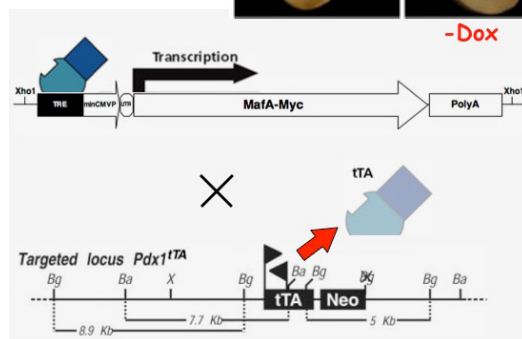 -Dox
Transcription
Xho1
TRE
minCMVP
UTR
MafA-Myc
PolyA
Xho1
tTA
Targeted locus Pdx1tTA
Bg
Ba
X
Bg
Ba
Bg
Bg
Ba
tTA
Neo
7.7 Kb
5 Kb
8.9 Kb